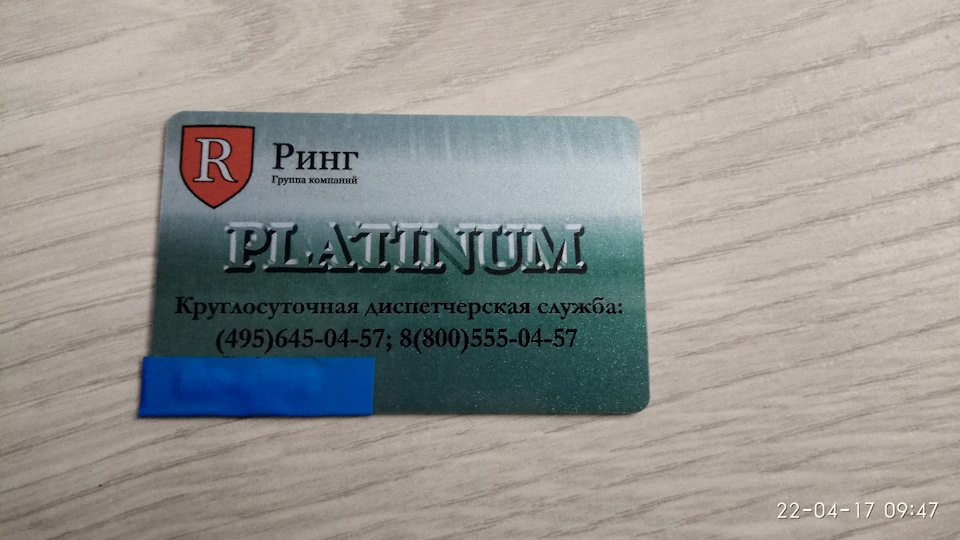 R
Ринг
Группа компаний
PLATINUM
Круглосуточная диспетчерская служба:
(495)645-04-57; 8(800)555-04-57
22-04-17 09:47